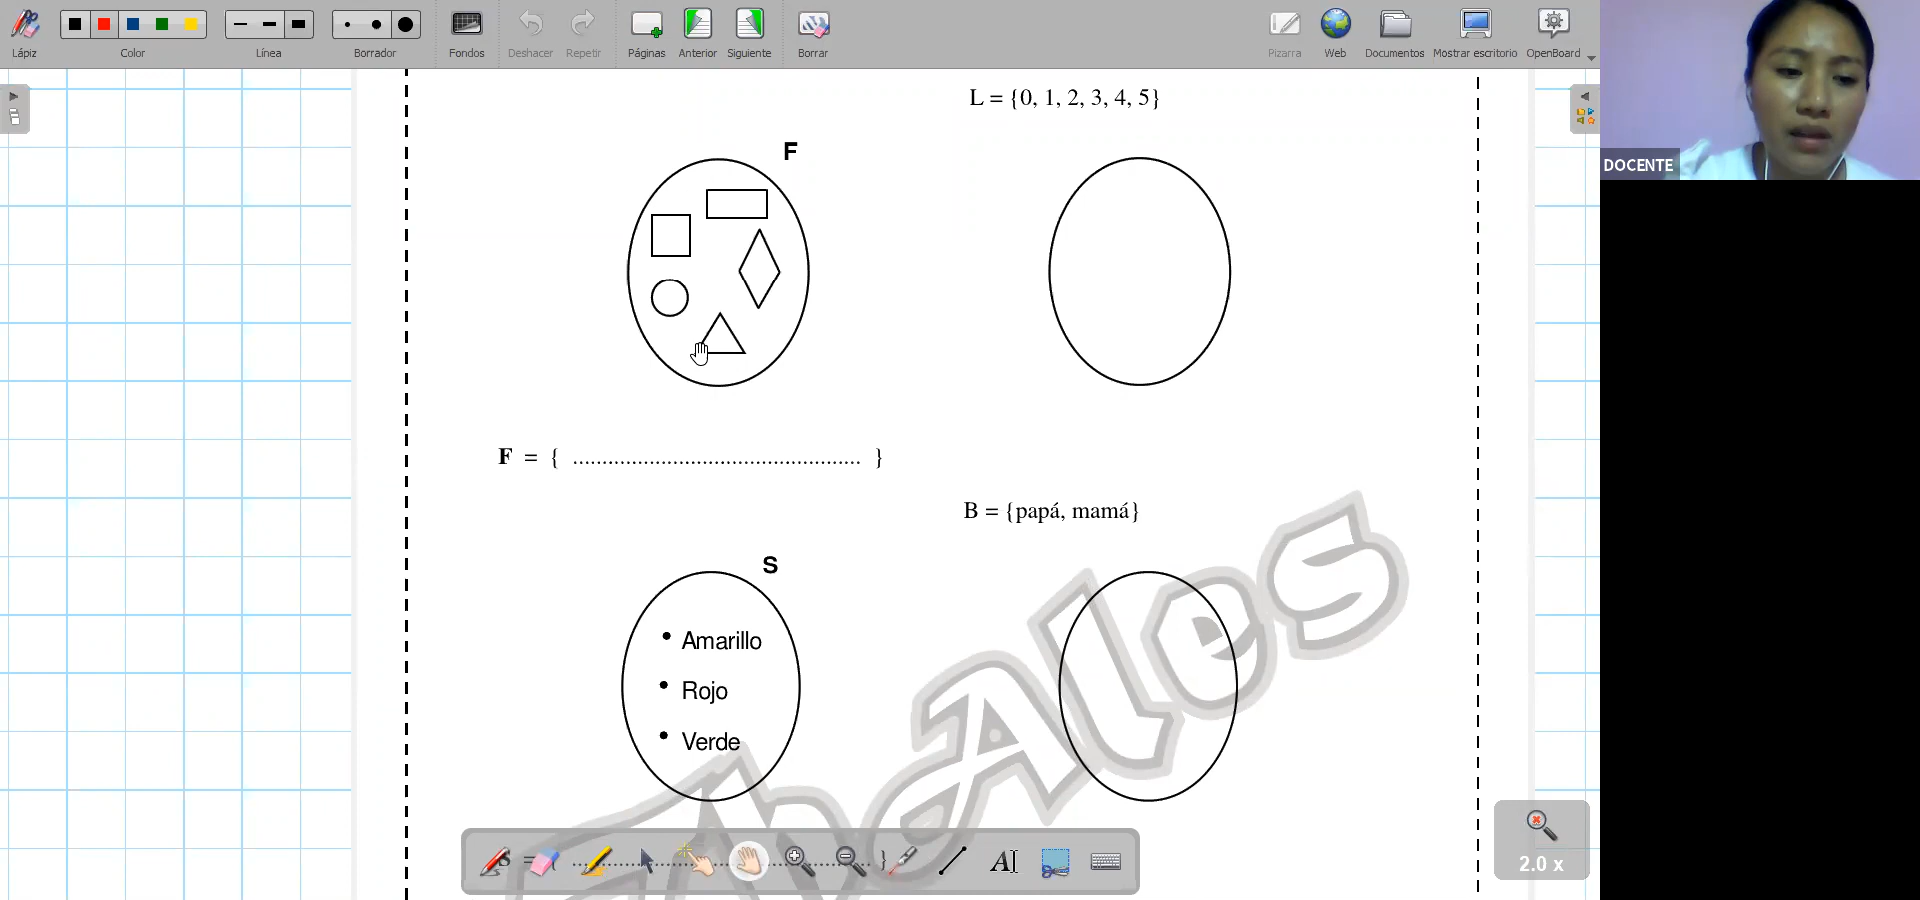 Lápiz
Color
Línea
Borrador
Fondos
Deshacer
Repetir
Páginas
Anterior
Siguiente
Borrar
Pizarra
Web
Documentos
Mostrar escritorio
OpenBoard
DOCENTE
L = {0, 1, 2, 3, 4, 5}
F
F = { ................................................. }
B = {papá, mamá}
S
Amarillo
Rojo
Verde
S = { ................................................. }
2.0 x